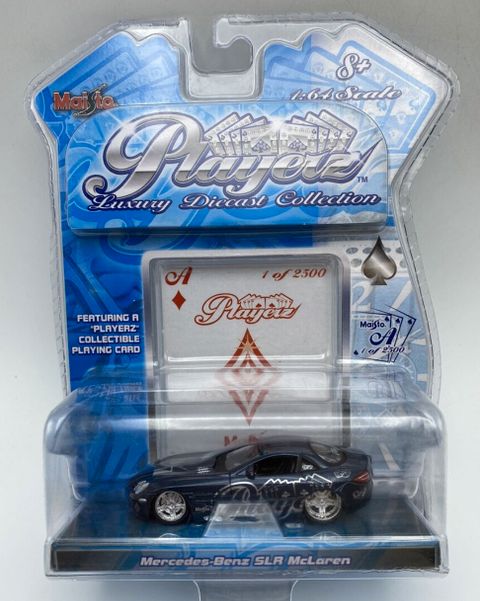 8+
1:64 Scale
Maisto
Playerz™
Luxury Diecast Collection
A
1 of 2500
Playerz
FEATURING A
"PLAYERZ"
COLLECTIBLE
PLAYING CARD
Maisto
A
1 of 2500
Mercedes-Benz SLR McLaren